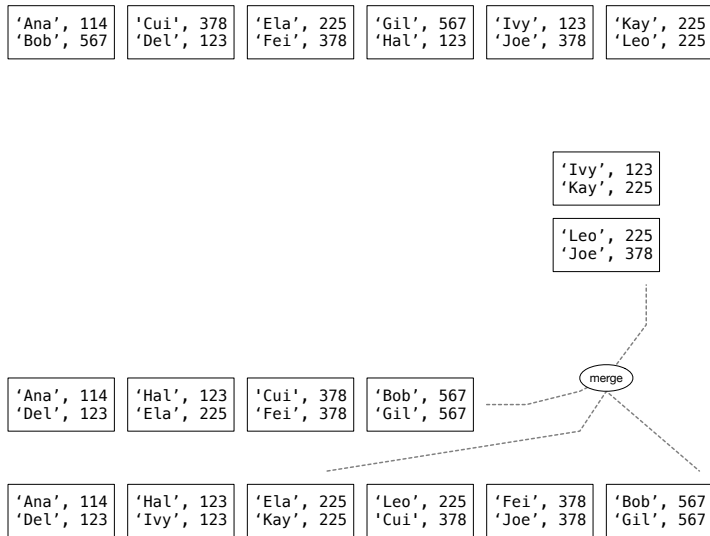 ‘Ana’, 114
‘Bob’, 567
'Cui', 378
‘Del’, 123
‘Ela’, 225
‘Fei’, 378
‘Gil’, 567
‘Hal’, 123
‘Ivy’, 123
‘Joe’, 378
‘Kay’, 225
‘Leo’, 225
‘Ivy’, 123
‘Kay’, 225
‘Leo’, 225
‘Joe’, 378
merge
‘Ana’, 114
‘Del’, 123
‘Hal’, 123
‘Ela’, 225
'Cui', 378
‘Fei’, 378
‘Bob’, 567
‘Gil’, 567
‘Ana’, 114
‘Del’, 123
‘Hal’, 123
‘Ivy’, 123
‘Ela’, 225
‘Kay’, 225
‘Leo’, 225
'Cui', 378
‘Fei’, 378
‘Joe’, 378
‘Bob’, 567
‘Gil’, 567